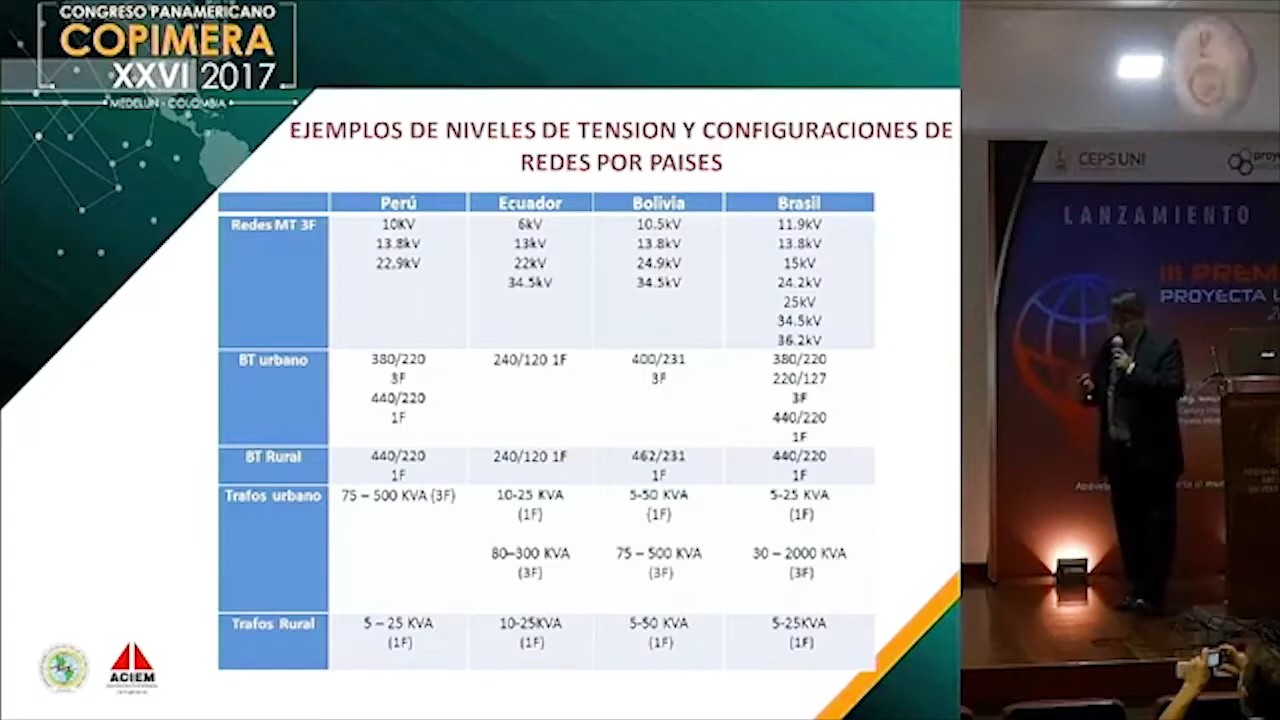 CONGRESO PANAMERICANO
COPIMERA
XXVI 2017
MEDELLIN - COLOMBIA
EJEMPLOS DE NIVELES DE TENSION Y CONFIGURACIONES DE
REDES POR PAISES
Perú Ecuador Bolivia Brasil
Redes MT 3F 10KV 6kV 10.5kV 11.9kV
13.8kV 13kV 13.8kV 13.8kV
22.9kV 22kV 24.9kV 15kV
34.5kV 34.5kV 24.2kV
25kV
34.5kV
36.2kV
BT urbano 380/220 240/120 1F 400/231 380/220
3F 3F 220/127
440/220 3F
1F 440/220
1F
BT Rural 440/220 240/120 1F 462/231 440/220
1F 1F 1F
Trafos urbano 75 – 500 KVA (3F) 10-25 KVA 5-50 KVA 5-25 KVA
(1F) (1F) (1F)
80–300 KVA 75 – 500 KVA 30 – 2000 KVA
(3F) (3F) (3F)
Trafos Rural 5 – 25 KVA 10-25KVA 5-50 KVA 5-25KVA
(1F) (1F) (1F) (1F)
ACIEM
CEPS UNI
LANZAMIENTO
III PREM
PROYECTA